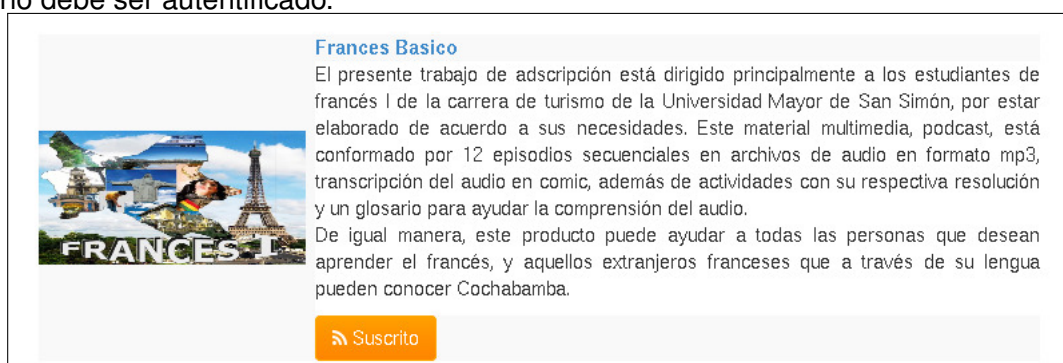 no debe ser autentificado.
Frances Basico
El presente trabajo de adscripción está dirigido principalmente a los estudiantes de
francés I de la carrera de turismo de la Universidad Mayor de San Simón, por estar
elaborado de acuerdo a sus necesidades. Este material multimedia, podcast, está
conformado por 12 episodios secuenciales en archivos de audio en formato mp3,
transcripción del audio en comic, además de actividades con su respectiva resolución
y un glosario para ayudar la comprensión del audio.
De igual manera, este producto puede ayudar a todas las personas que desean
aprender el francés, y aquellos extranjeros franceses que a través de su lengua
pueden conocer Cochabamba.
FRANCES I
Suscrito